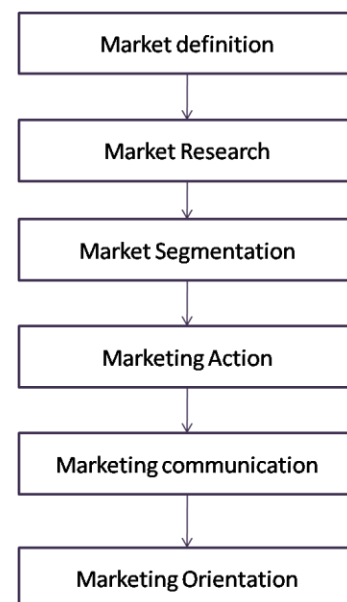 Market definition
Market Research
Market Segmentation
Marketing Action
Marketing communication
Marketing Orientation